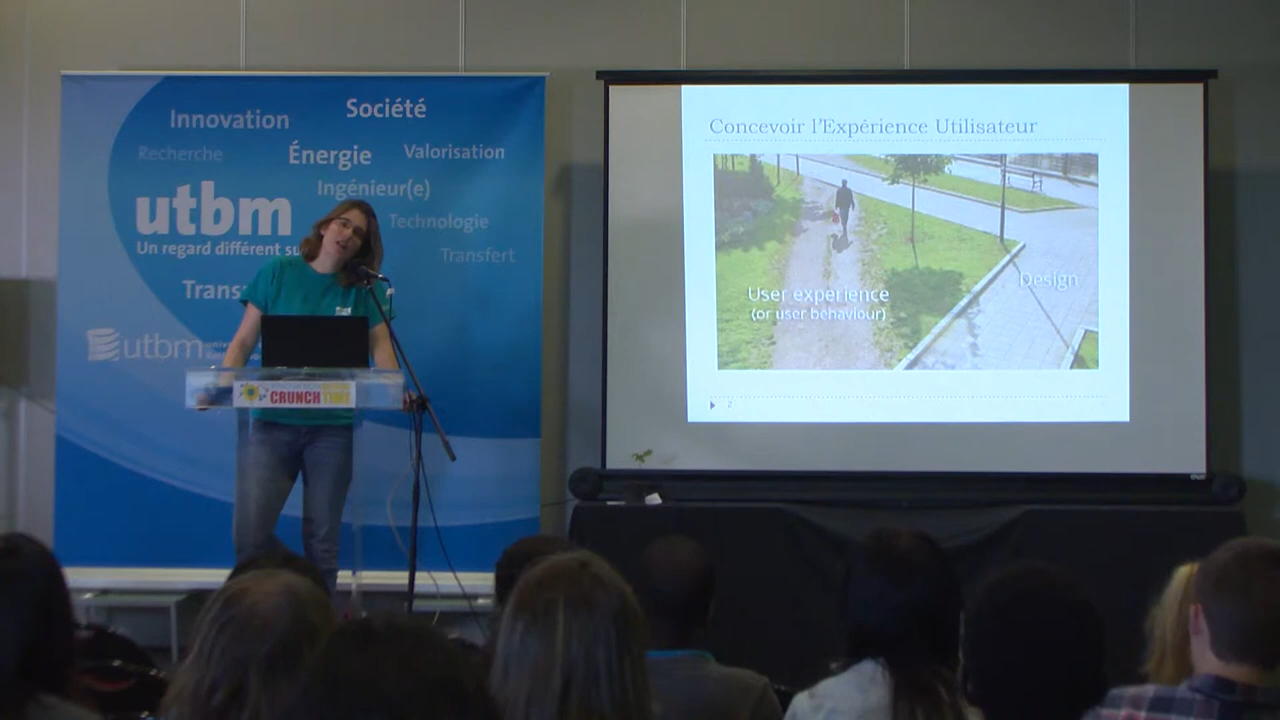 Innovation
Société
Recherche
Énergie
Valorisation
Ingénieur(e)
utbm
Technologie
Un regard différent su
Transfert
Trans
utbm
CRUNCH TIME
Concevoir l'Expérience Utilisateur
Design
User experience
(or user behaviour)
2